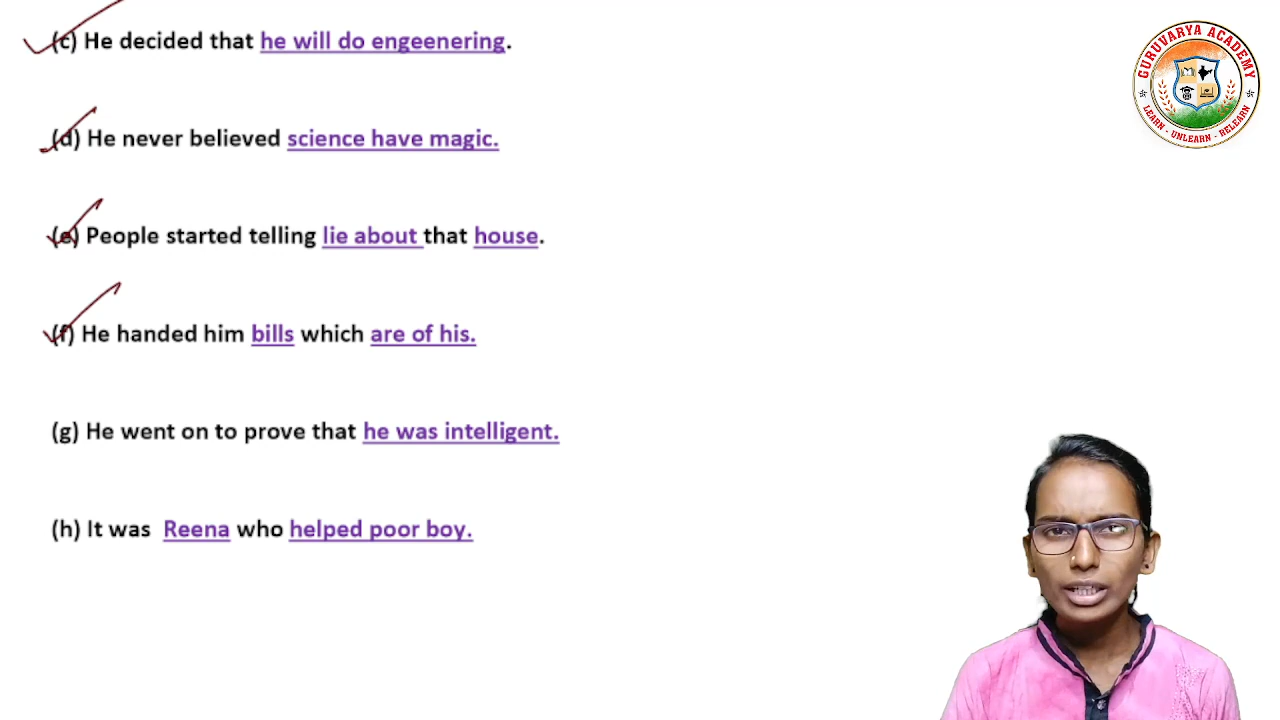 (c) He decided that he will do engeenering.
(d) He never believed science have magic.
(e) People started telling lie about that house.
(f) He handed him bills which are of his.
(g) He went on to prove that he was intelligent.
(h) It was Reena who helped poor boy.
GURUVARYA ACADEMY
LEARN - UNLEARN - RELEARN